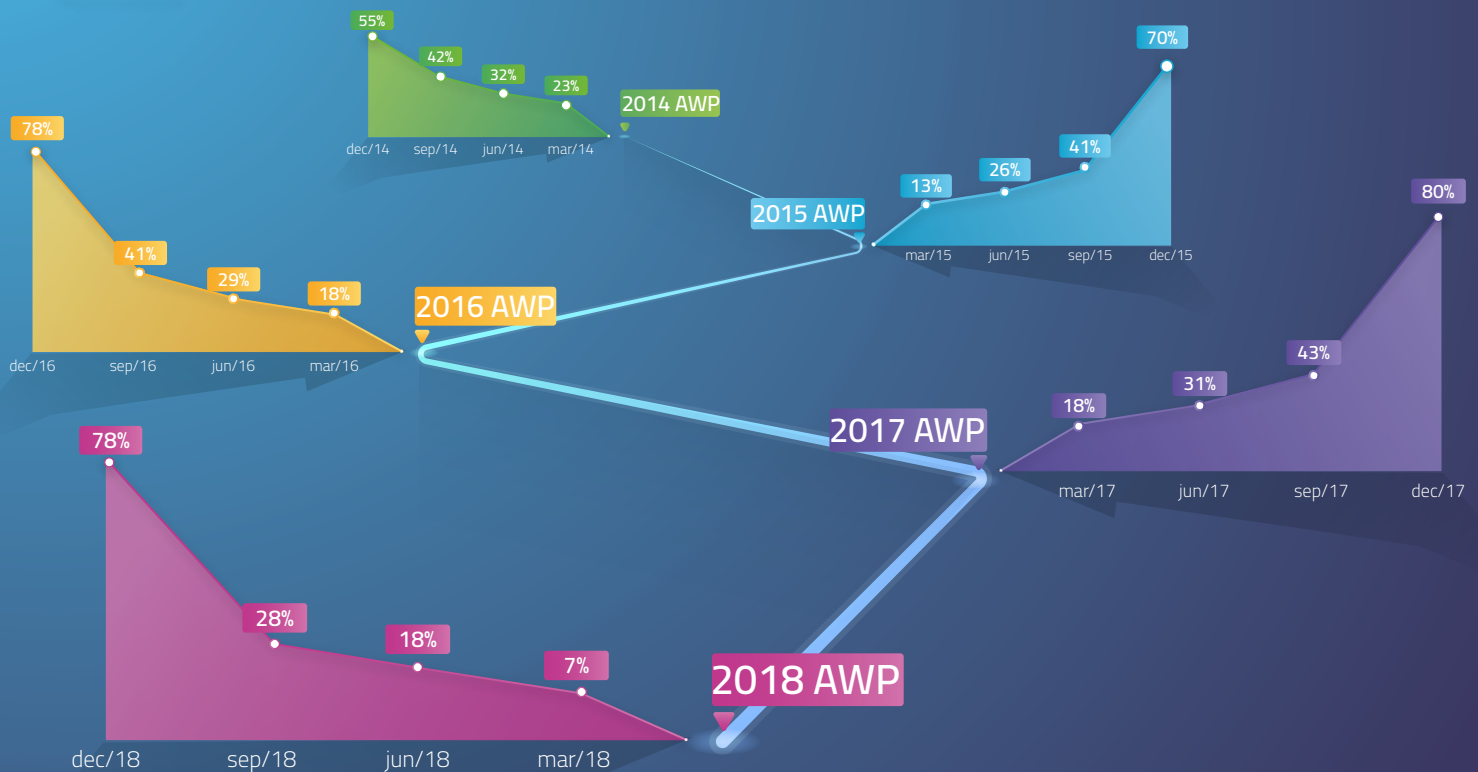 55%
42%
32%
23%
2014 AWP
dec/14 sep/14 jun/14 mar/14
70%
41%
26%
13%
2015 AWP
mar/15 jun/15 sep/15 dec/15
78%
41%
29%
18%
2016 AWP
dec/16 sep/16 jun/16 mar/16
80%
43%
31%
18%
2017 AWP
mar/17 jun/17 sep/17 dec/17
78%
28%
18%
7%
2018 AWP
dec/18 sep/18 jun/18 mar/18